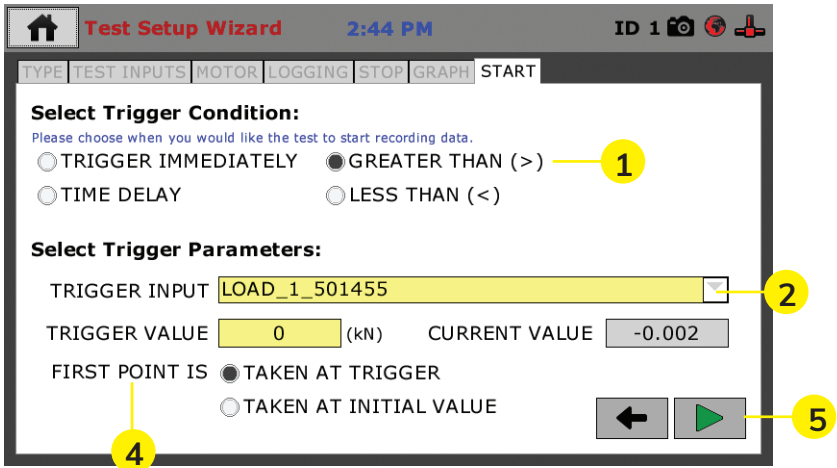 Test Setup Wizard 2:44 PM ID 1
TYPE TEST INPUTS MOTOR LOGGING STOP GRAPH START
Select Trigger Condition:
Please choose when you would like the test to start recording data.
TRIGGER IMMEDIATELY GREATER THAN (>) 1
TIME DELAY LESS THAN (<)
Select Trigger Parameters:
TRIGGER INPUT LOAD_1_501455 2
TRIGGER VALUE 0 (kN) CURRENT VALUE -0.002
FIRST POINT IS TAKEN AT TRIGGER
TAKEN AT INITIAL VALUE
5
4